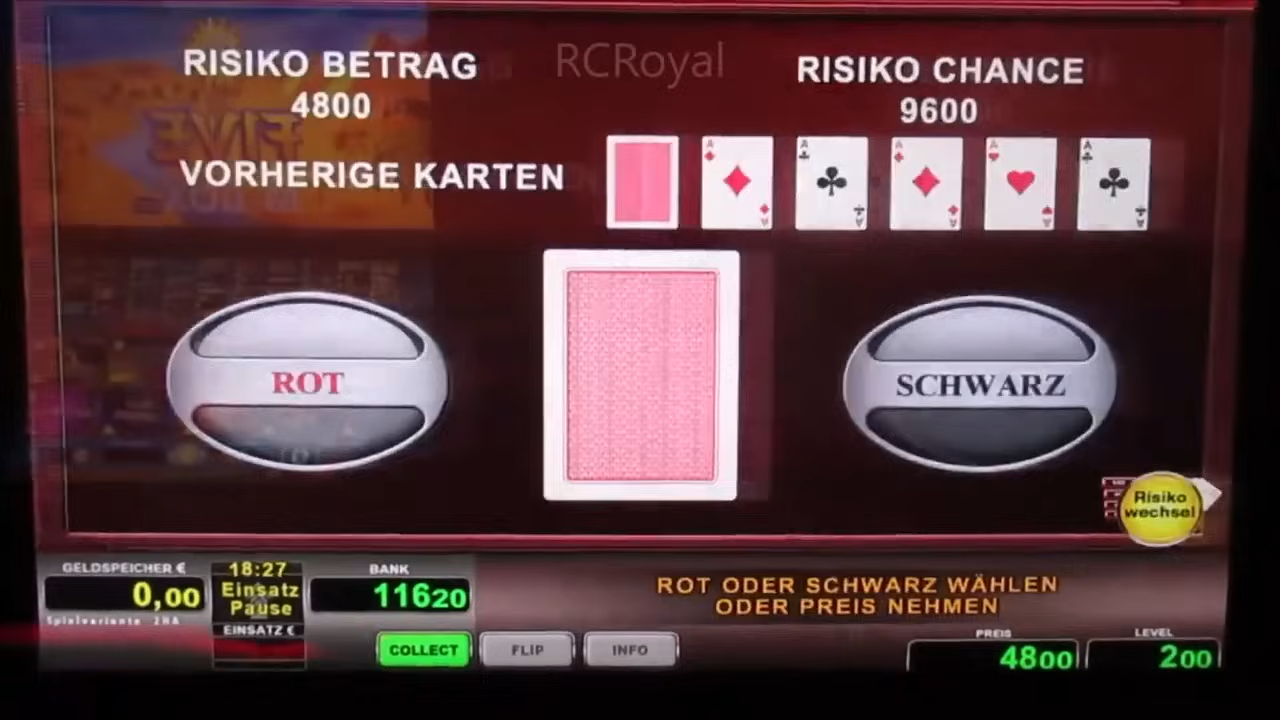 RISIKO BETRAG
4800
RCRoyal
RISIKO CHANCE
9600
VORHERIGE KARTEN
A A A A A
ROT
SCHWARZ
Risiko
wechsel
GELDSPEICHER €
0,00
18:27
Einsatz
Pause
BANK
11620
ROT ODER SCHWARZ WÄHLEN
ODER PREIS NEHMEN
EINSATZ €
COLLECT
FLIP
INFO
PREIS
4800
LEVEL
200